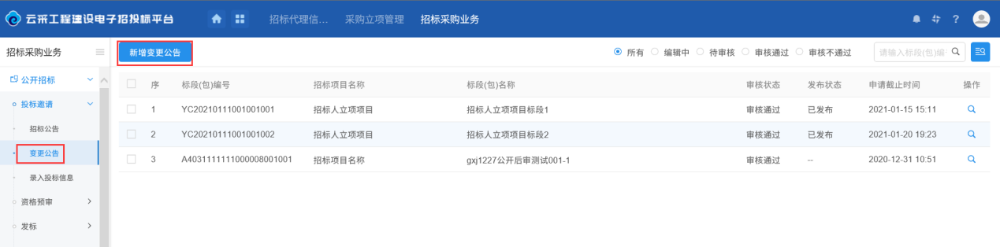 云采工程建设电子招投标平台 招标代理信... 采购立项管理 招标采购业务 ?
招标采购业务 新增变更公告 所有 编辑中 待审核 审核通过 审核不通过 请输入标段(包)编
公开招标 序 标段(包)编号 招标项目名称 标段(包)名称 审核状态 发布状态 申请截止时间 操作
投标邀请 1 YC20210111001001001 招标人立项项目 招标人立项项目标段1 审核通过 已发布 2021-01-15 15:11
招标公告
变更公告 2 YC20210111001001002 招标人立项项目 招标人立项项目标段2 审核通过 已发布 2021-01-20 19:23
录入投标信息 3 A4031111111000008001001 招标项目名称 gxj1227公开后审测试001-1 审核通过 -- 2020-12-31 10:51
资格预审
发标